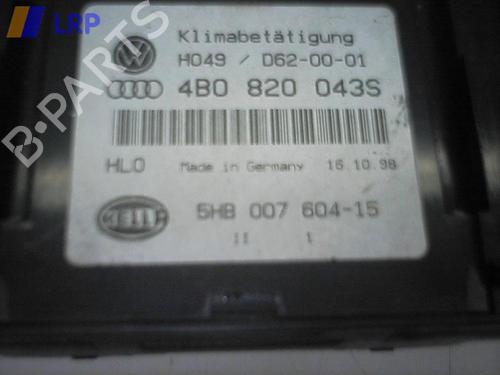 LRP
B-PARTS
Klimabetätigung
H049 / D62-00-01
4B0 820 043S
HLO Made in Germany 16.10.98
HELLA
5HB 007 604-15
11 1